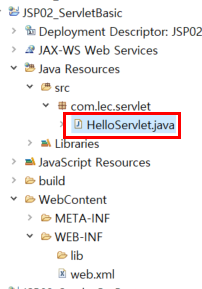 JSP02_ServletBasic
Deployment Descriptor: JSP02
JAX-WS Web Services
Java Resources
src
com.lec.servlet
HelloServlet.java
Libraries
JavaScript Resources
build
WebContent
META-INF
WEB-INF
lib
web.xml